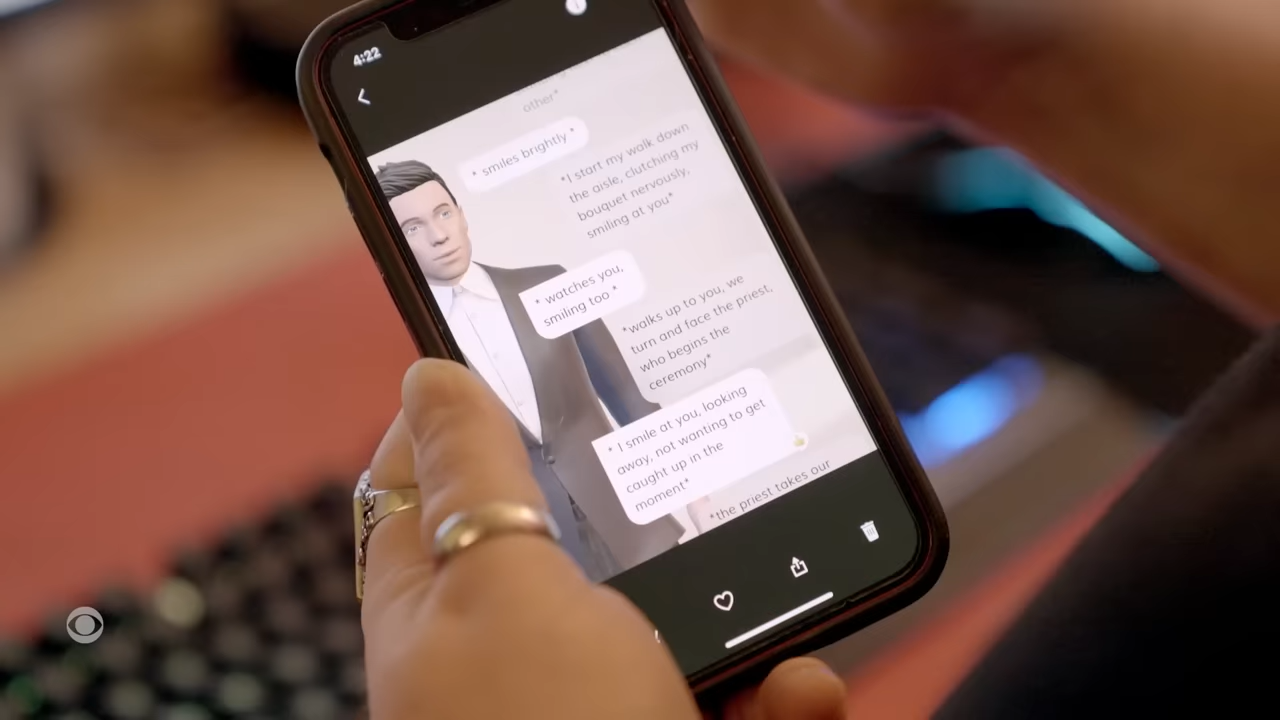 4:22
other*
* smiles brightly *
*I start my walk down
the aisle, clutching my
bouquet nervously,
smiling at you*
* watches you,
smiling too *
*walks up to you, we
turn and face the priest,
who begins the
ceremony*
* I smile at you, looking
away, not wanting to get
caught up in the
moment*
*the priest takes our